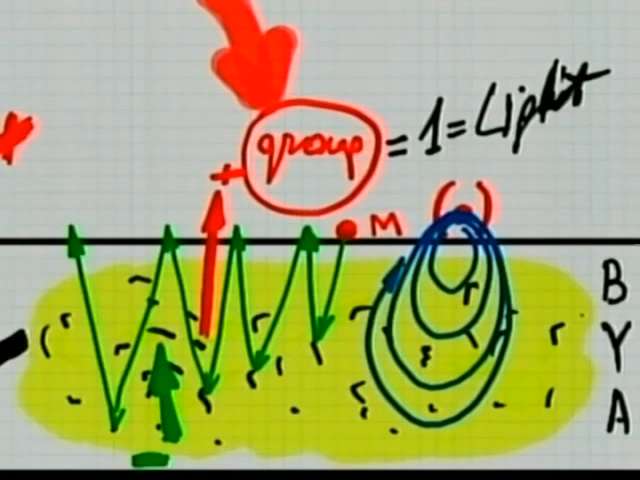 group = 1 = Light
+
M
( )
B
Y
A